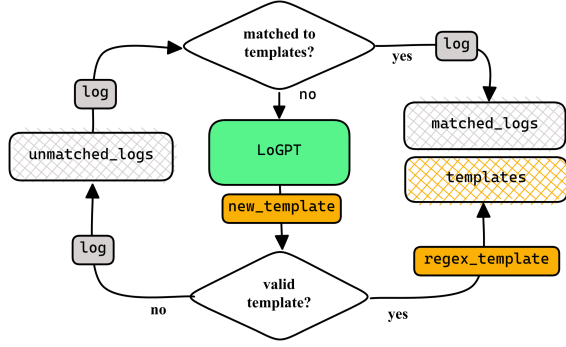 matched to
templates?
yes
log
log
no
matched_logs
unmatched_logs
LoGPT
templates
new_template
log
regex_template
valid
template?
no
yes